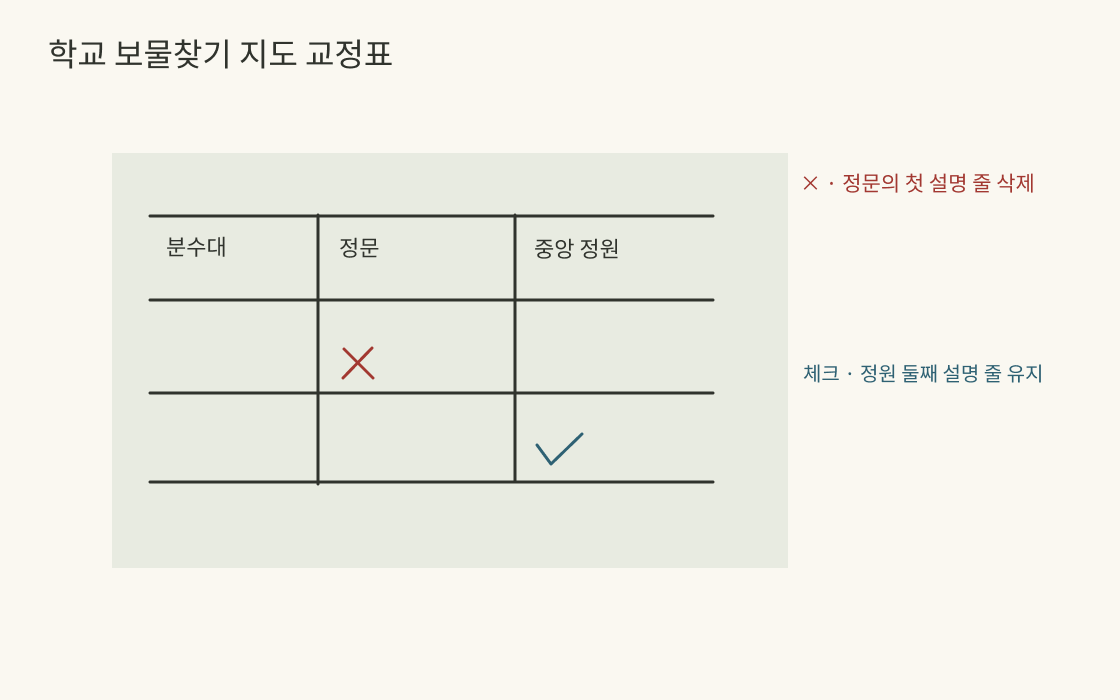 학교 보물찾기 지도 교정표
× · 정문의 첫 설명 줄 삭제
분수대 정문 중앙 정원
체크 · 정원 둘째 설명 줄 유지